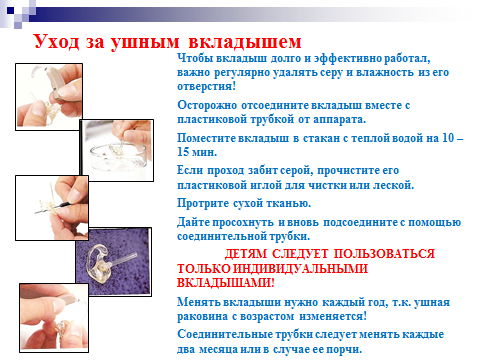 Уход за ушным вкладышем
Чтобы вкладыш долго и эффективно работал,
важно регулярно удалять серу и влажность из его
отверстия!
Осторожно отсоедините вкладыш вместе с
пластиковой трубкой от аппарата.
Поместите вкладыш в стакан с теплой водой на 10 –
15 мин.
Если проход забит серой, прочистите его
пластиковой иглой для чистки или леской.
Протрите сухой тканью.
Дайте просохнуть и вновь подсоедините с помощью
соединительной трубки.
ДЕТЯМ СЛЕДУЕТ ПОЛЬЗОВАТЬСЯ
ТОЛЬКО ИНДИВИДУАЛЬНЫМИ
ВКЛАДЫШАМИ!
Менять вкладыши нужно каждый год, т.к. ушная
раковина с возрастом изменяется!
Соединительные трубки следует менять каждые
два месяца или в случае ее порчи.